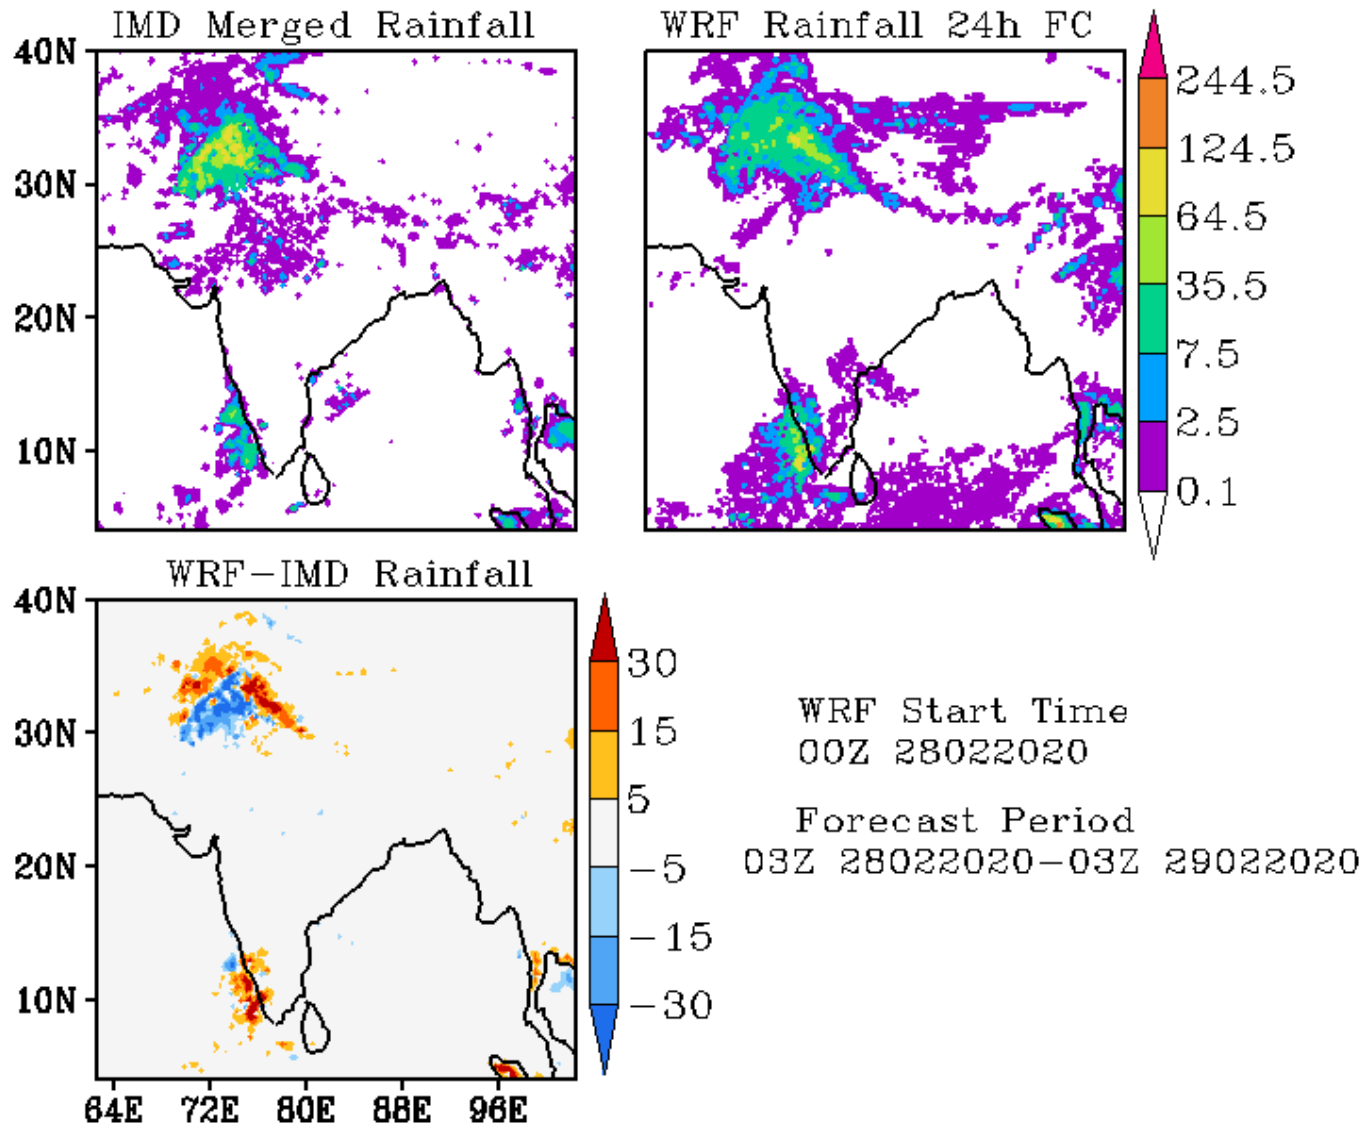 IMD Merged Rainfall
WRF Rainfall 24h FC
40N
30N
20N
10N
244.5
124.5
64.5
35.5
7.5
2.5
0.1
WRF-IMD Rainfall
40N
30N
20N
10N
64E 72E 80E 88E 96E
30
15
5
-5
-15
-30
WRF Start Time
00Z 28022020
Forecast Period
03Z 28022020-03Z 29022020